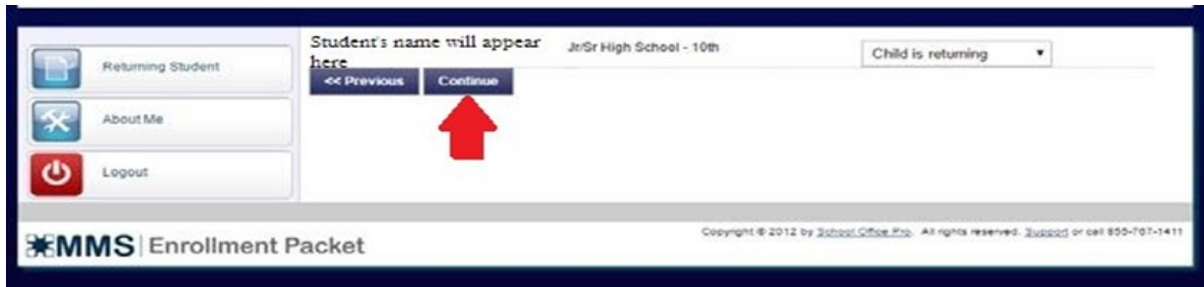 Returning Student
About Me
Logout
Student's name will appear
here
Jr/Sr High School - 10th
Child is returning
<< Previous
Continue
MMS | Enrollment Packet
Copyright © 2012 by School Office Pro. All rights reserved. Support or call 855-767-1411